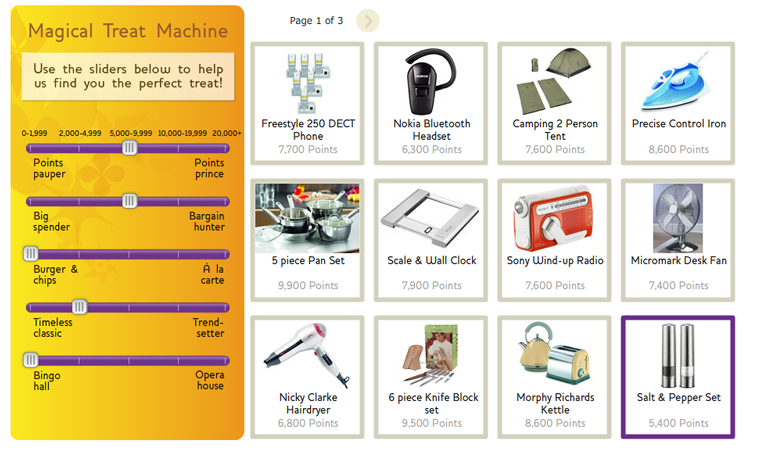 Magical Treat Machine
Use the sliders below to help
us find you the perfect treat!
0-1,999 2,000-4,999 5,000-9,999 10,000-19,999 20,000+
Points
pauper
Points
prince
Big
spender
Bargain
hunter
Burger &
chips
À la
carte
Timeless
classic
Trend-
setter
Bingo
hall
Opera
house
Page 1 of 3
Freestyle 250 DECT
Phone
7,700 Points
NOKIA
Nokia Bluetooth
Headset
6,300 Points
Camping 2 Person
Tent
7,600 Points
Precise Control Iron
8,600 Points
5 piece Pan Set
9,900 Points
Scale & Wall Clock
7,900 Points
Sony Wind-up Radio
7,600 Points
Micromark Desk Fan
7,400 Points
Nicky Clarke
Hairdryer
6,800 Points
6 piece Knife Block
set
9,500 Points
Morphy Richards
Kettle
8,600 Points
Salt & Pepper Set
5,400 Points